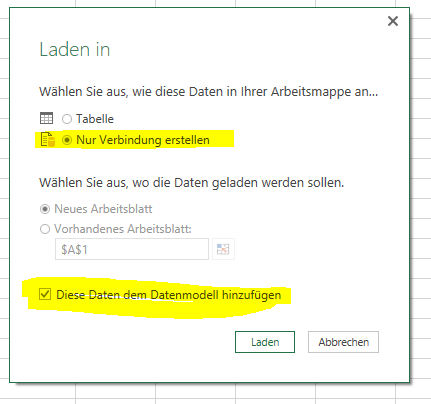 Laden in
Wählen Sie aus, wie diese Daten in Ihrer Arbeitsmappe an...
Tabelle
Nur Verbindung erstellen
Wählen Sie aus, wo die Daten geladen werden sollen.
Neues Arbeitsblatt
Vorhandenes Arbeitsblatt:
$A$1
Diese Daten dem Datenmodell hinzufügen
Laden Abbrechen